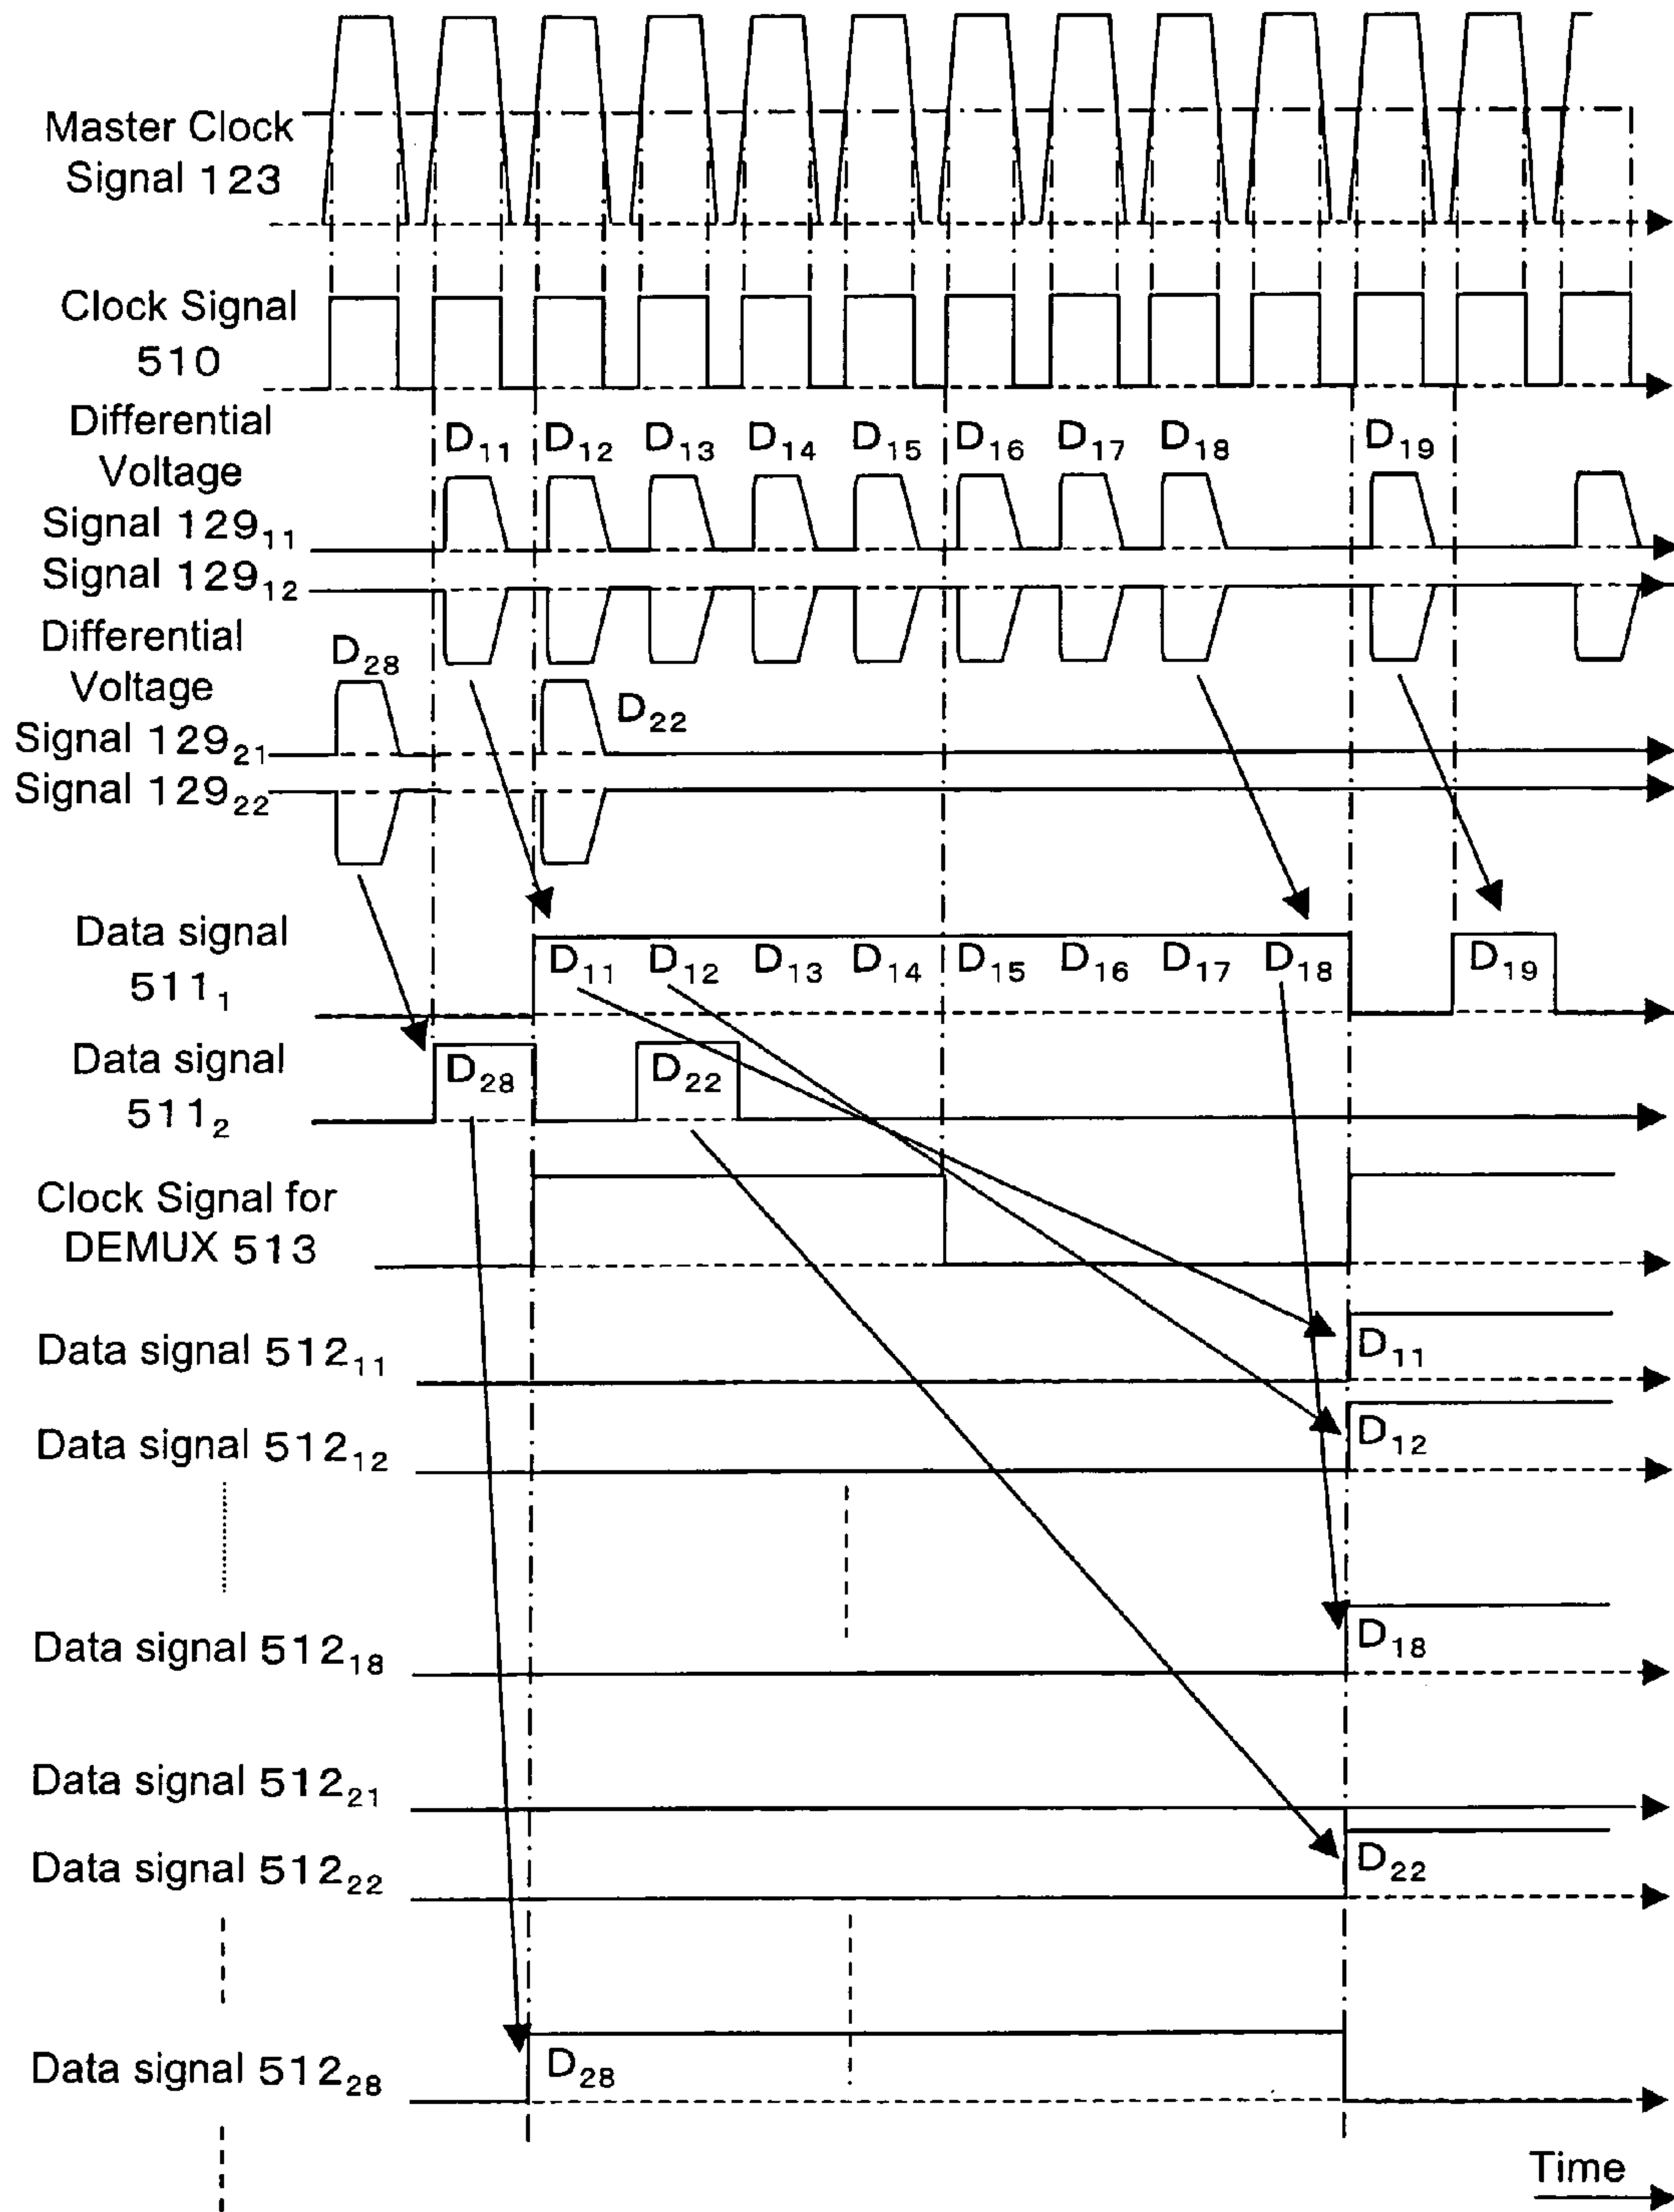 Master Clock
Signal 123
Clock Signal
510
Differential
Voltage
Signal 129₁₁
Signal 129₁₂
D₁₁ D₁₂ D₁₃ D₁₄ D₁₅ D₁₆ D₁₇ D₁₈ D₁₉
Differential
Voltage
Signal 129₂₁
Signal 129₂₂
D₂₈ D₂₂
Data signal
511₁
D₁₁ D₁₂ D₁₃ D₁₄ D₁₅ D₁₆ D₁₇ D₁₈ D₁₉
Data signal
511₂
D₂₈ D₂₂
Clock Signal for
DEMUX 513
Data signal 512₁₁
D₁₁
Data signal 512₁₂
D₁₂
Data signal 512₁₈
D₁₈
Data signal 512₂₁
Data signal 512₂₂
D₂₂
Data signal 512₂₈
D₂₈
Time